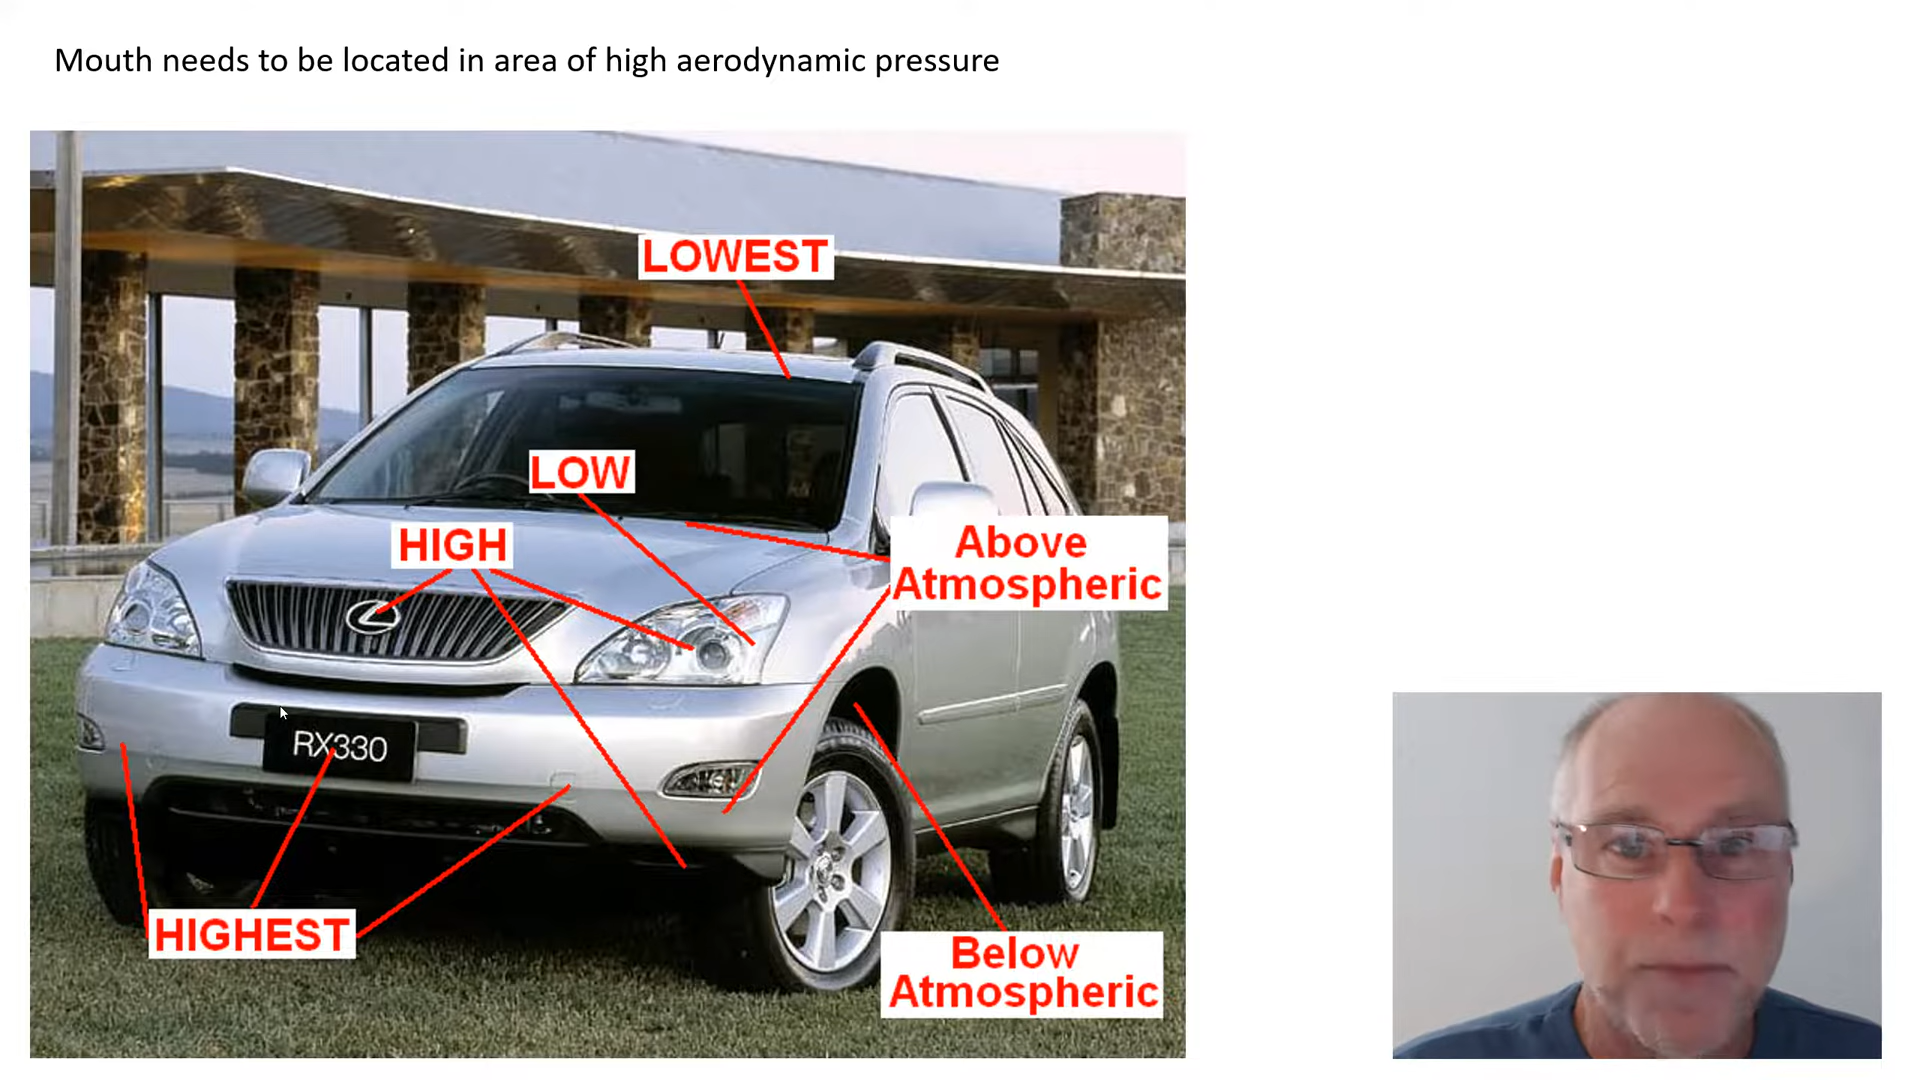 Mouth needs to be located in area of high aerodynamic pressure
LOWEST
LOW
HIGH
Above
Atmospheric
RX330
HIGHEST
Below
Atmospheric